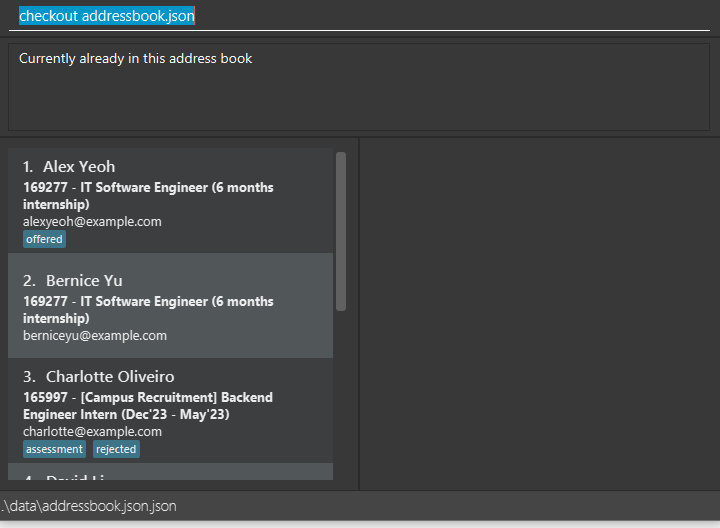 checkout addressbook.json
Currently already in this address book
1. Alex Yeoh
169277 - IT Software Engineer (6 months
internship)
alexyeoh@example.com
offered
2. Bernice Yu
169277 - IT Software Engineer (6 months
internship)
berniceyu@example.com
3. Charlotte Oliveiro
165997 - [Campus Recruitment] Backend
Engineer Intern (Dec'23 - May'23)
charlotte@example.com
assessment rejected
4. David Li
.\data\addressbook.json.json